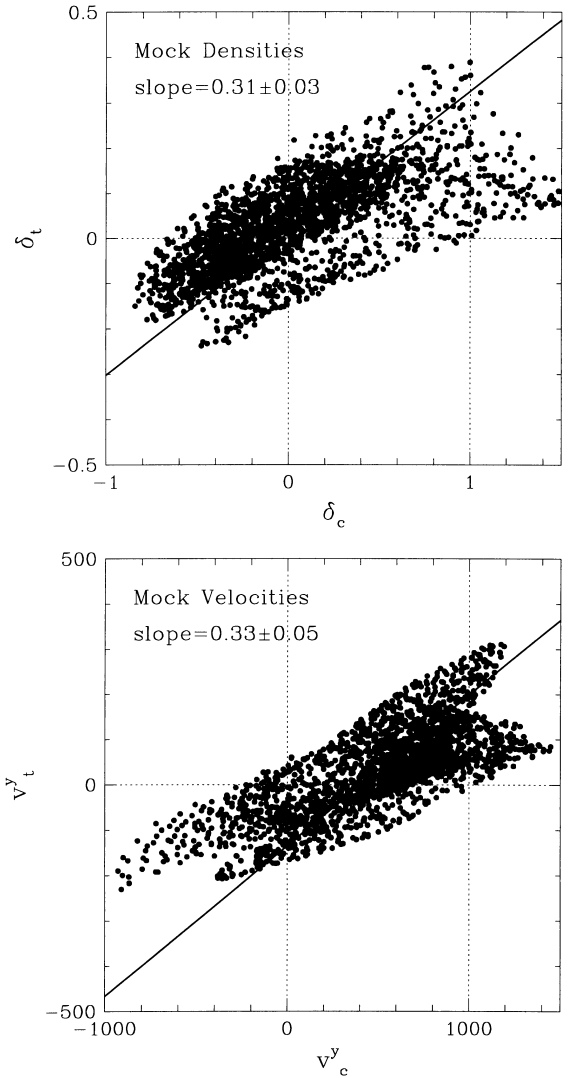 0.5
Mock Densities
slope=0.31±0.03
δt
0
−0.5
−1 0 1
δc
500
Mock Velocities
slope=0.33±0.05
Vyt
0
−500
−1000 0 1000
Vyc